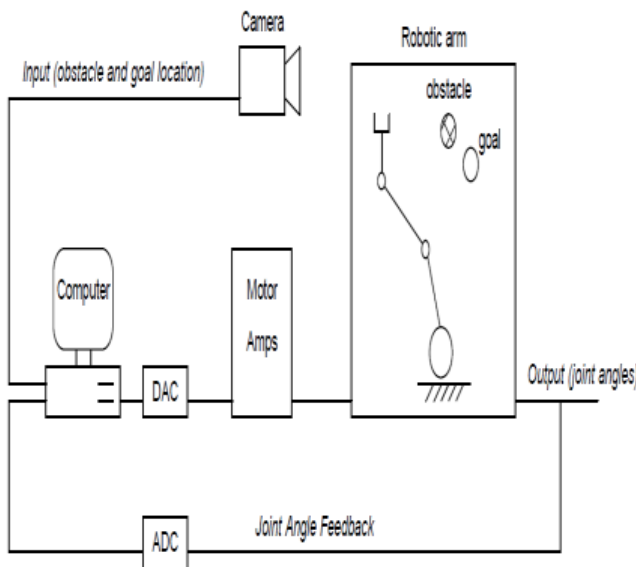 Camera
Robotic arm
Input (obstacle and goal location)
obstacle
goal
Computer
Motor
Amps
DAC
Output (joint angles)
Joint Angle Feedback
ADC